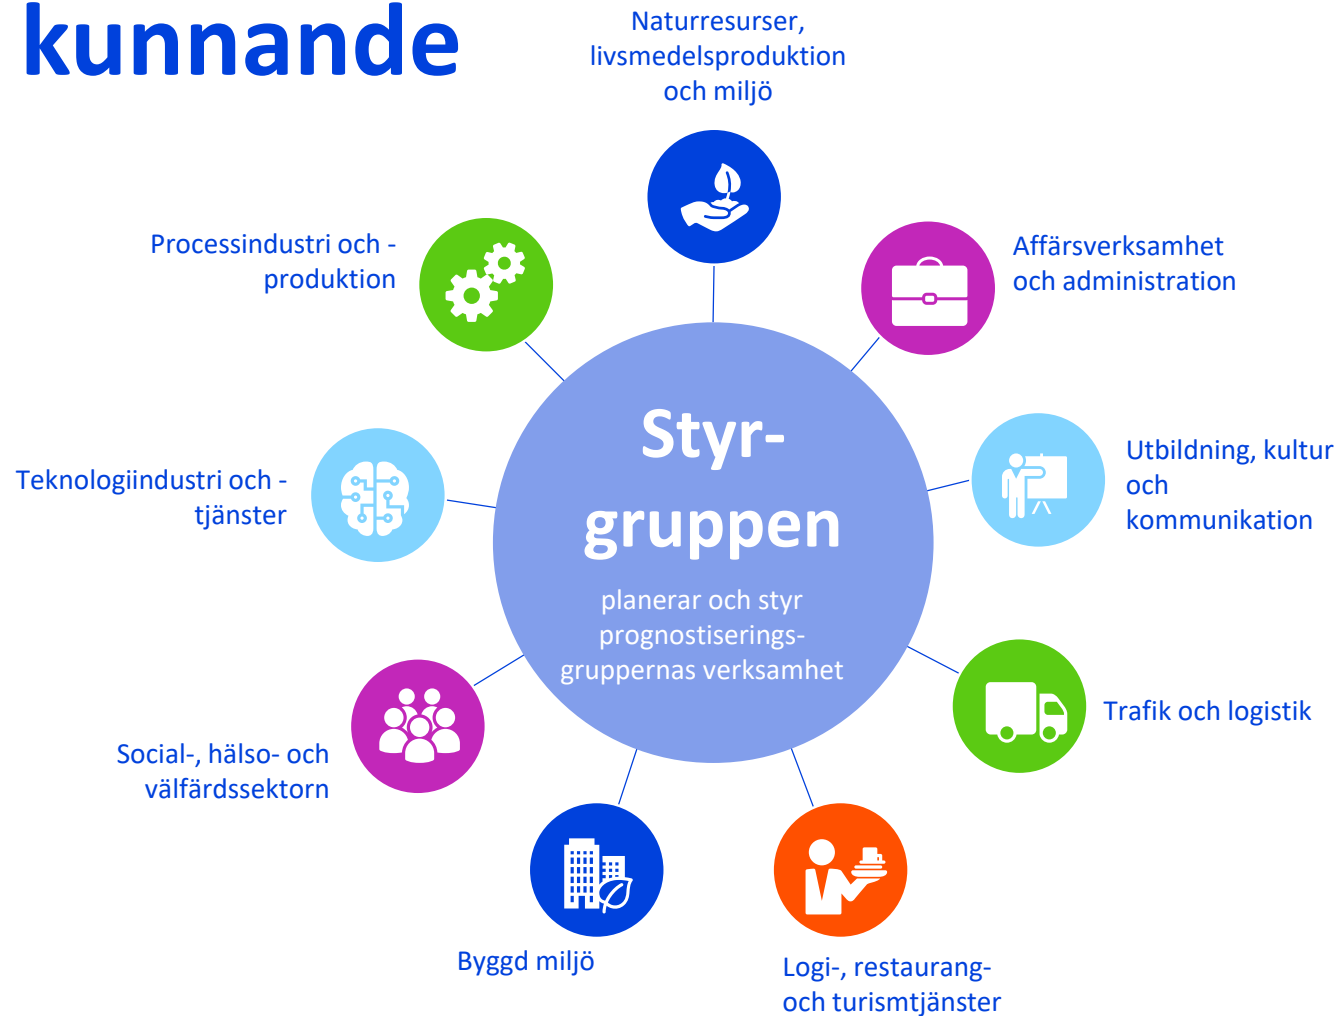 kunnande
Naturresurser,
livsmedelsproduktion
och miljö
Affärsverksamhet
och administration
Utbildning, kultur
och
kommunikation
Trafik och logistik
Logi-, restaurang-
och turismtjänster
Byggd miljö
Social-, hälso- och
välfärdssektorn
Teknologiindustri och -
tjänster
Processindustri och -
produktion
Styr-
gruppen
planerar och styr
prognostiserings-
gruppernas verksamhet